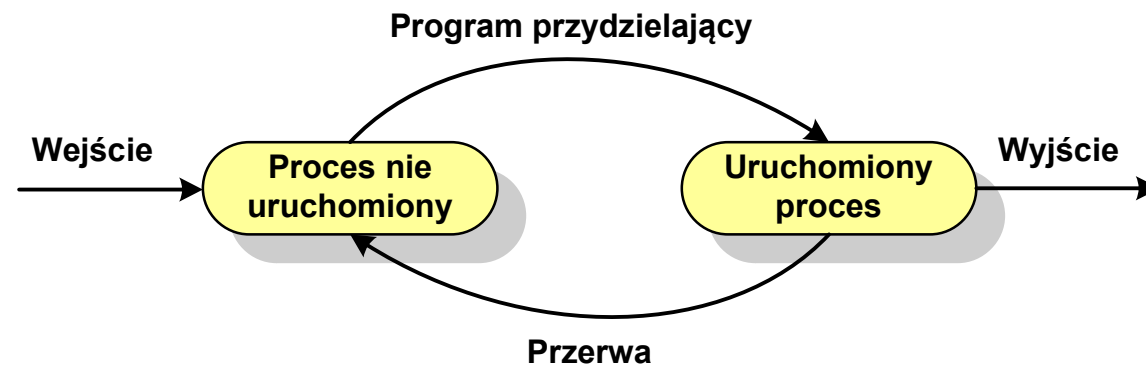 Program przydzielający
Wejście
Proces nie
uruchomiony
Uruchomiony
proces
Wyjście
Przerwa